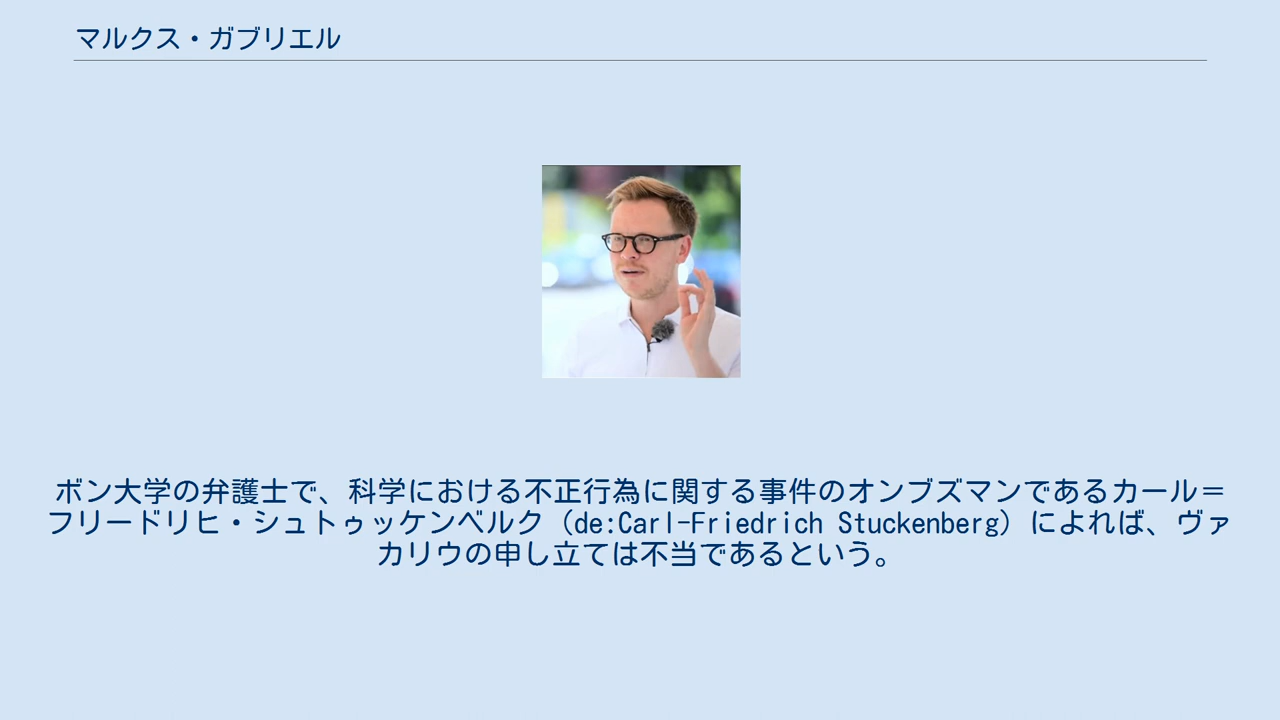 マルクス・ガブリエル
ボン大学の弁護士で、科学における不正行為に関する事件のオンブズマンであるカール＝
フリードリヒ・シュトゥッケンベルク（de:Carl-Friedrich Stuckenberg）によれば、ヴァ
カリウの申し立ては不当であるという。